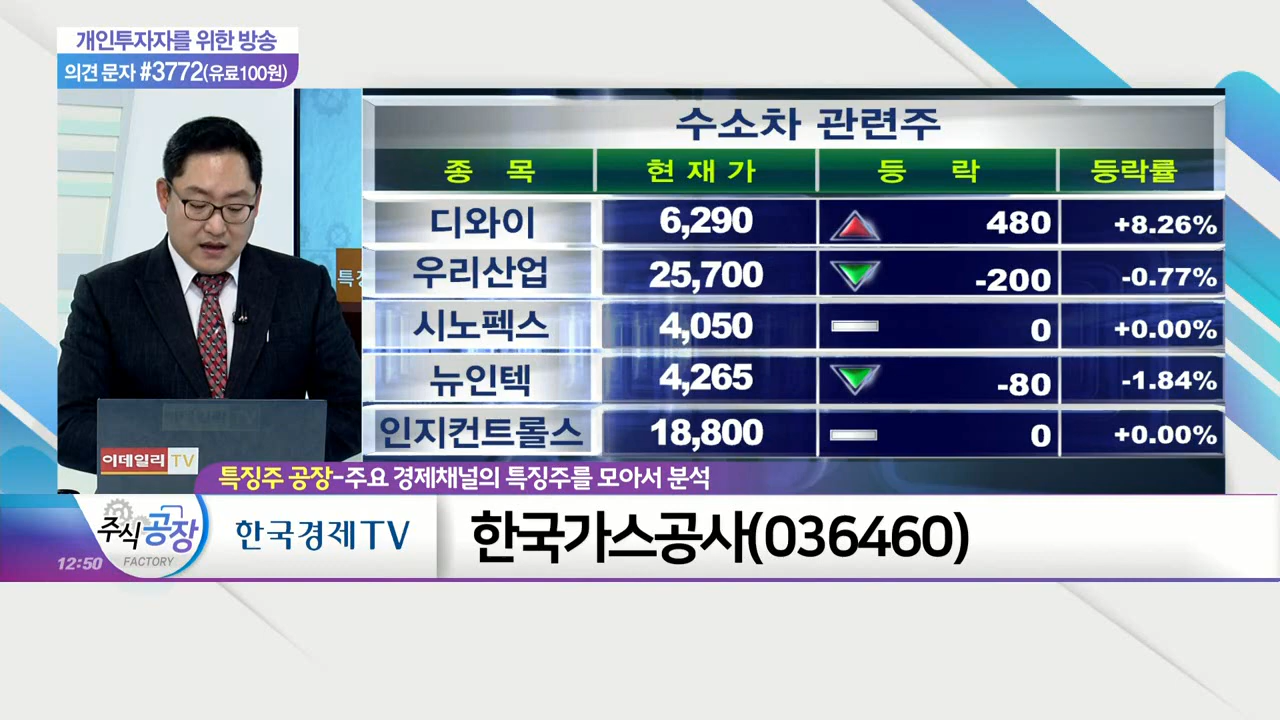 개인투자자를 위한 방송
의견 문자 #3772(유료100원)
수소차 관련주
종 목 현 재 가 등 락 등락률
디와이 6,290 480 +8.26%
우리산업 25,700 -200 -0.77%
시노펙스 4,050 0 +0.00%
뉴인텍 4,265 -80 -1.84%
인지컨트롤스 18,800 0 +0.00%
특징
이데일리 TV
특징주 공장-주요 경제채널의 특징주를 모아서 분석
주식공장
FACTORY
12:50
한국경제TV
한국가스공사(036460)